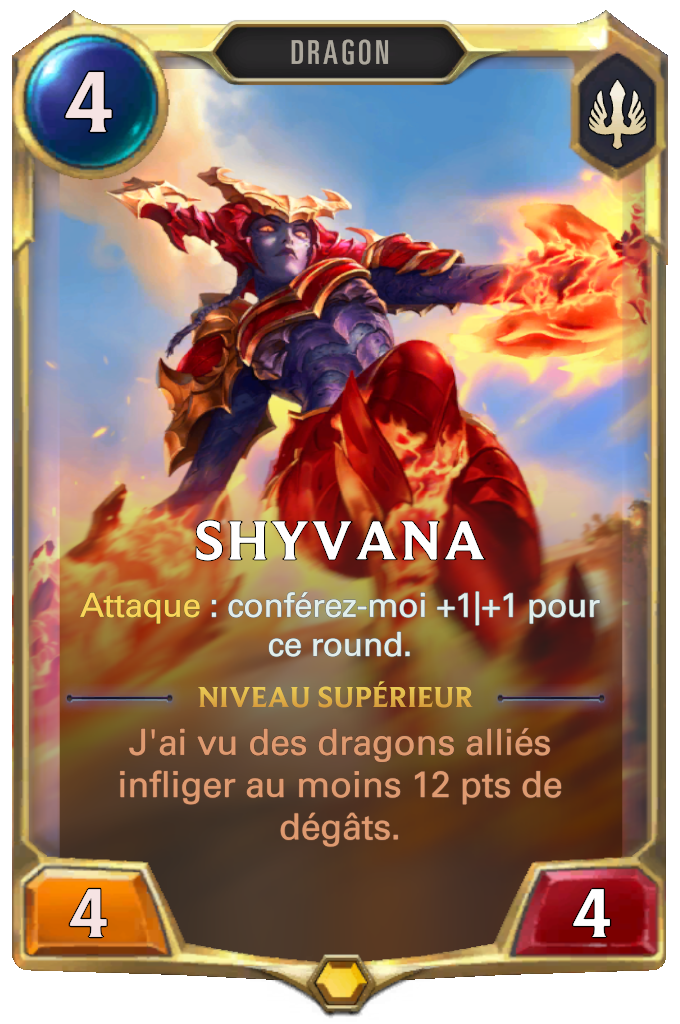 DRAGON
4
SHYVANA
Attaque : conférez-moi +1|+1 pour
ce round.
NIVEAU SUPÉRIEUR
J'ai vu des dragons alliés
infliger au moins 12 pts de
dégâts.
4
4